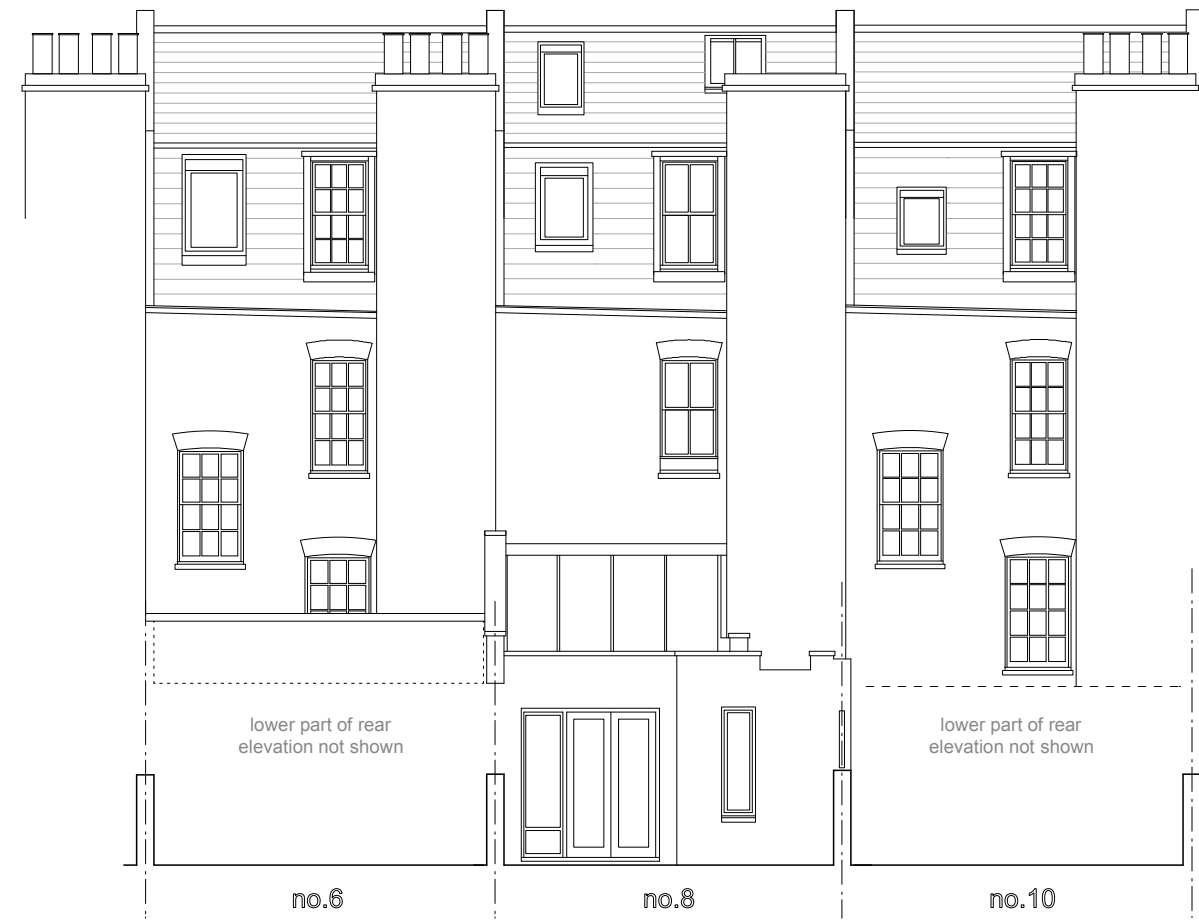 lower part of rear
elevation not shown
lower part of rear
elevation not shown
no.6
no.8
no.10